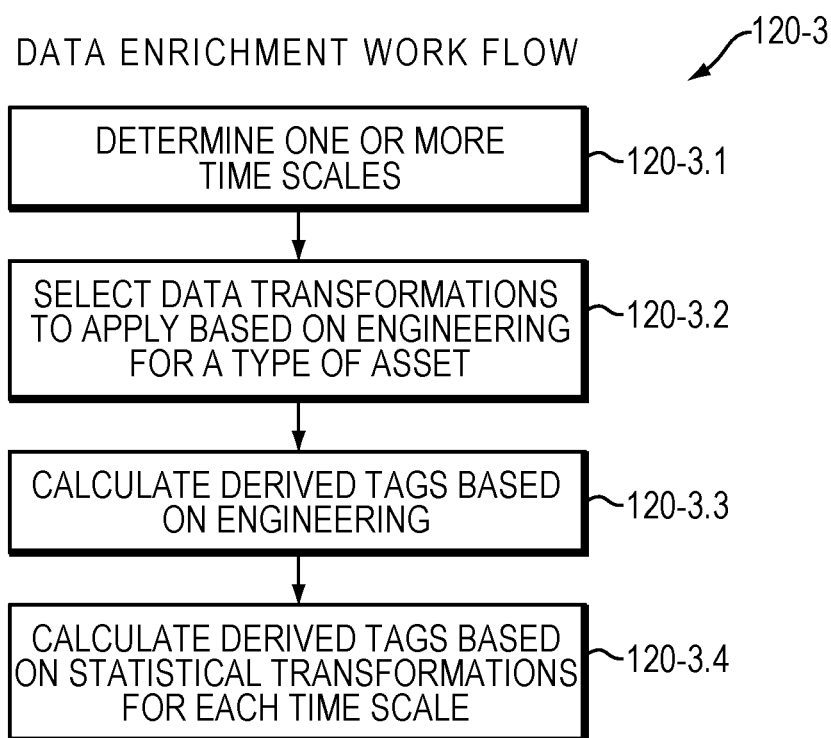 DATA ENRICHMENT WORK FLOW
120-3
DETERMINE ONE OR MORE
TIME SCALES
120-3.1
SELECT DATA TRANSFORMATIONS
TO APPLY BASED ON ENGINEERING
FOR A TYPE OF ASSET
120-3.2
CALCULATE DERIVED TAGS BASED
ON ENGINEERING
120-3.3
CALCULATE DERIVED TAGS BASED
ON STATISTICAL TRANSFORMATIONS
FOR EACH TIME SCALE
120-3.4